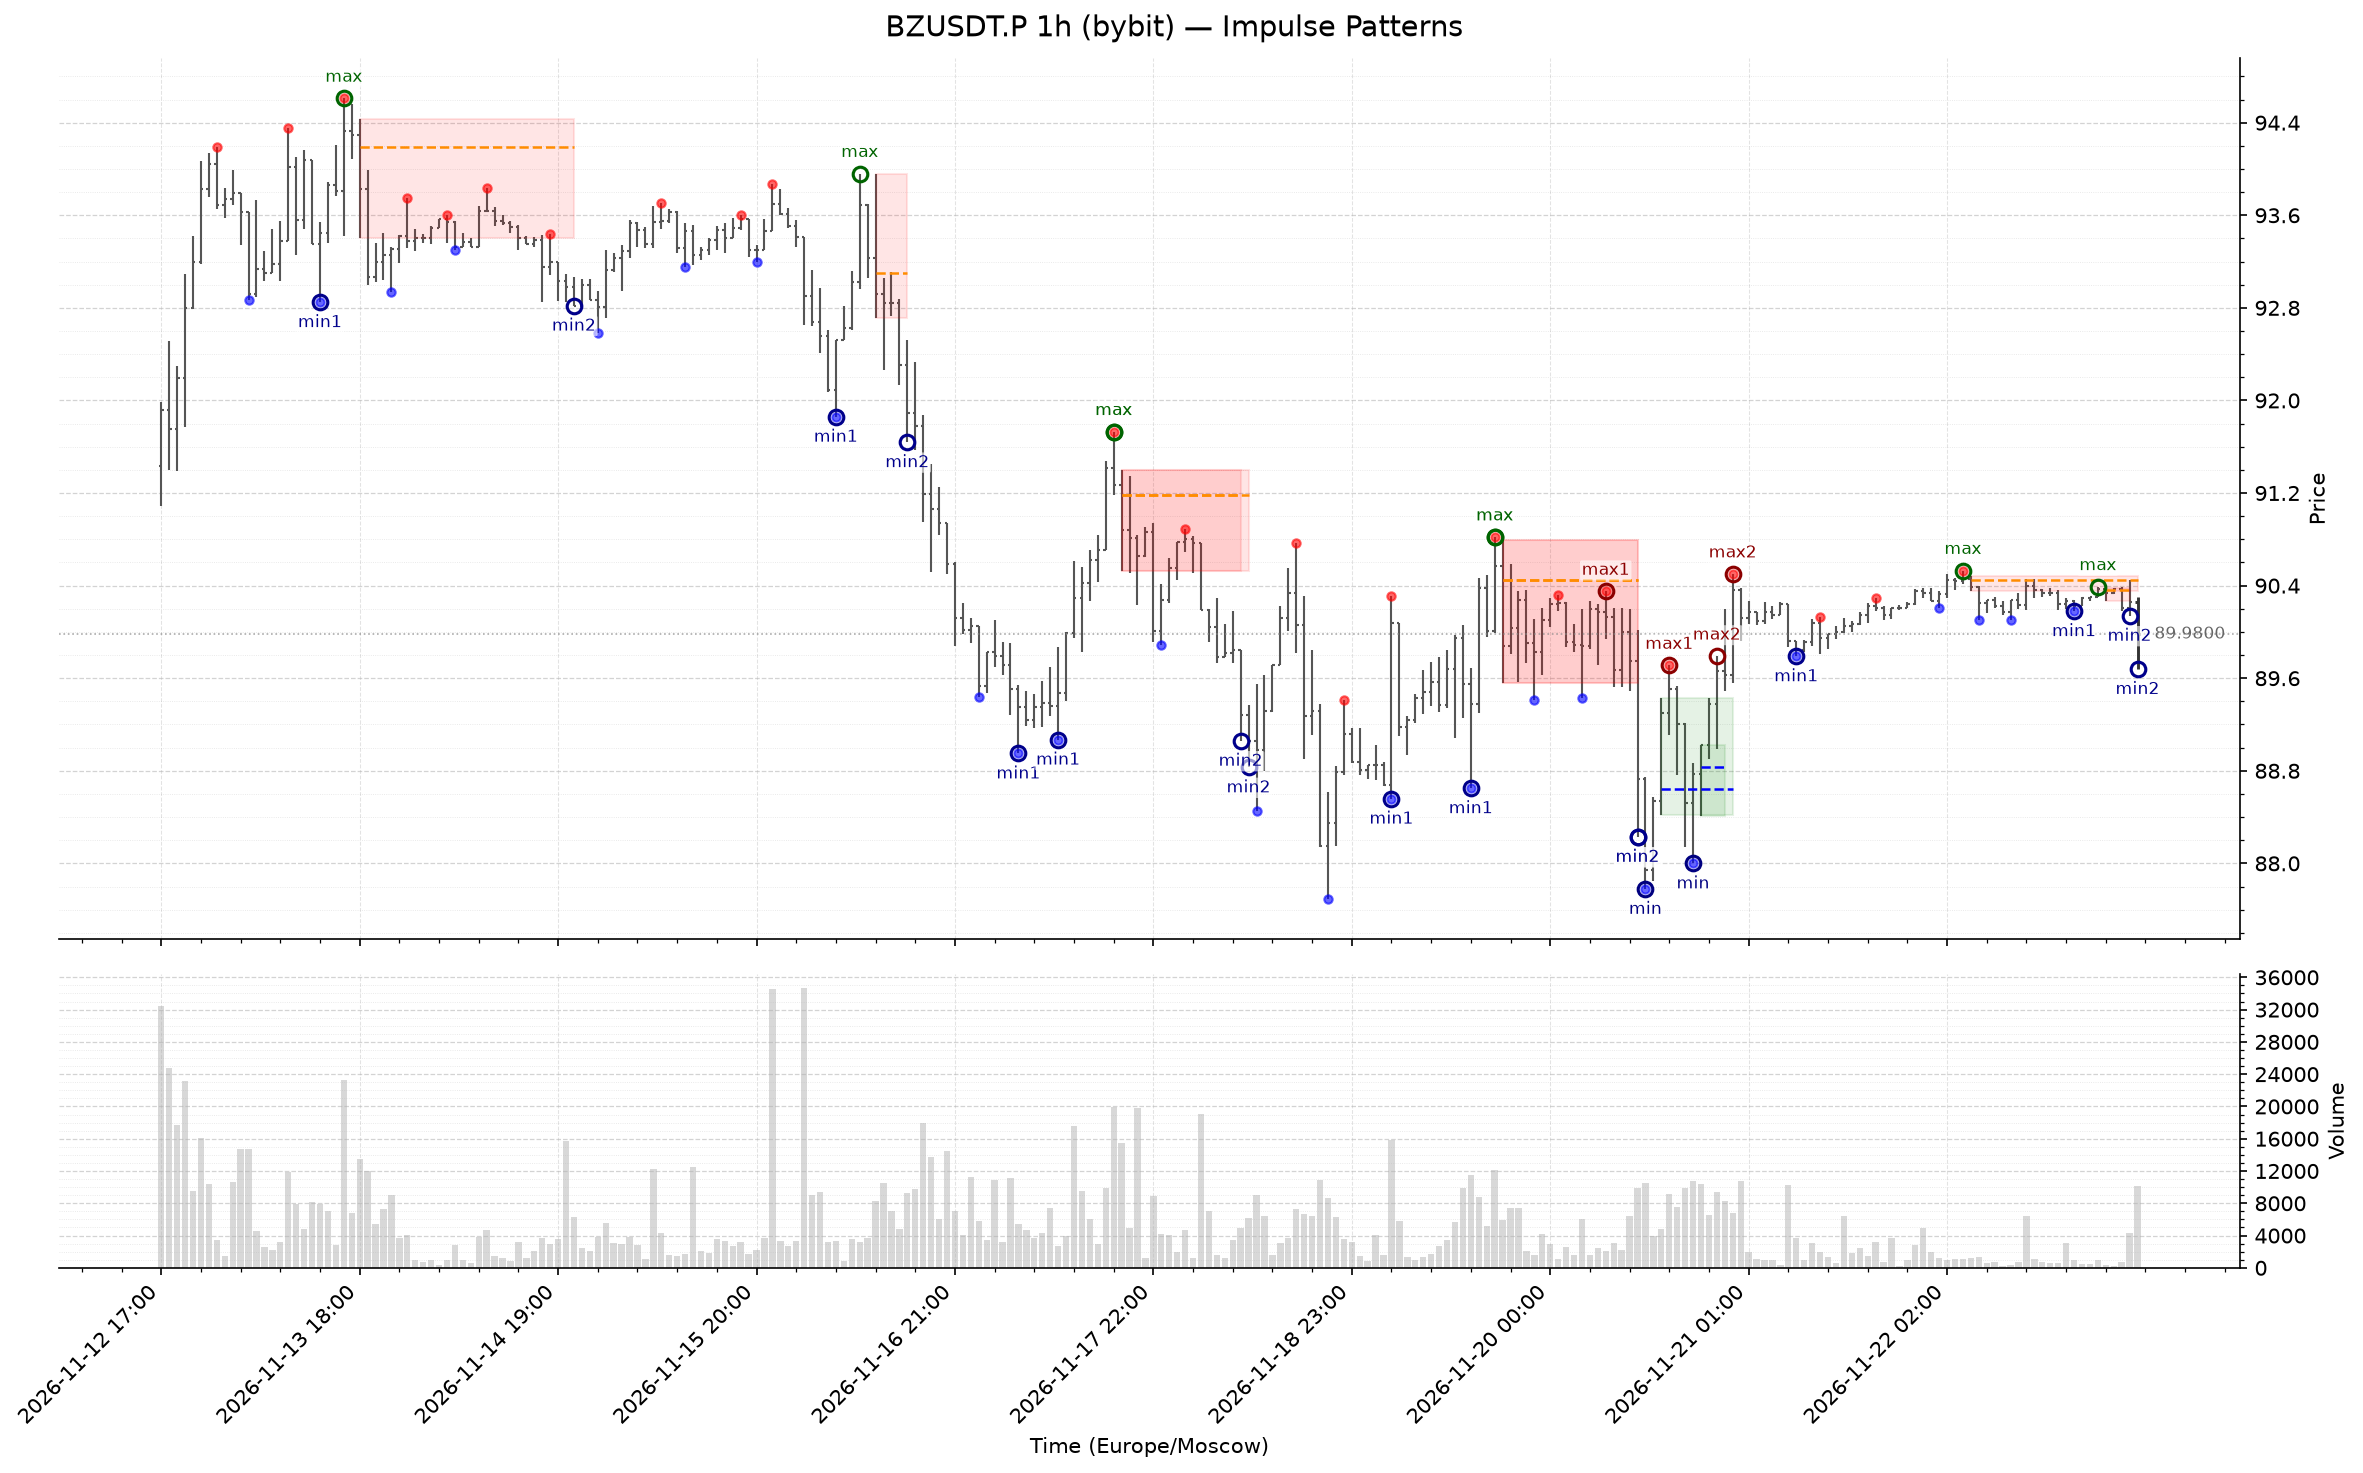 BZUSDT.P 1h (bybit) — Impulse Patterns
max
max
max
max
max
max
max1
max2
max1
max2
min1
min2
min1
min2
min1
min1
min2
min2
min1
min1
min2
min
min
min1
min1
min2
min2
89.9800
94.4
93.6
92.8
92.0
91.2
90.4
89.6
88.8
88.0
Price
36000
32000
28000
24000
20000
16000
12000
8000
4000
0
Volume
2026-11-12 17:00
2026-11-13 18:00
2026-11-14 19:00
2026-11-15 20:00
2026-11-16 21:00
2026-11-17 22:00
2026-11-18 23:00
2026-11-20 00:00
2026-11-21 01:00
2026-11-22 02:00
Time (Europe/Moscow)